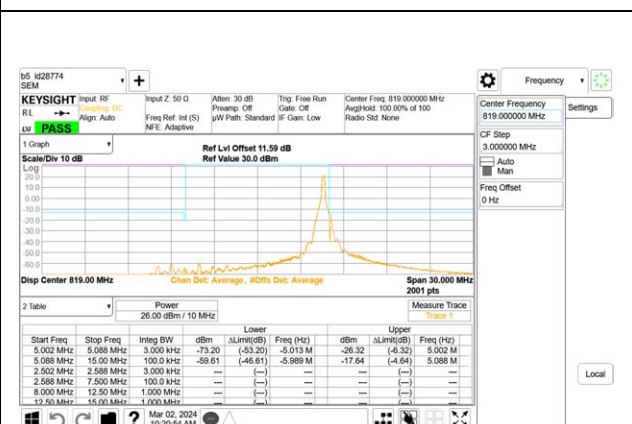 b5 id28774
SEM
Frequency
KEYSIGHT Input: RF Input Z: 50 Ω Atten: 30 dB Trig: Free Run Center Freq: 819.000000 MHz
RL Coupling: DC Preamp: Off Gate: Off Avg|Hold: 100.00% of 100
Align: Auto Freq Ref: Int (S) µW Path: Standard IF Gain: Low Radio Std: None
PASS NFE: Adaptive
Center Frequency
819.000000 MHz
Settings
CF Step
3.000000 MHz
Auto
Man
Freq Offset
0 Hz
1 Graph
Ref Lvl Offset 11.59 dB
Scale/Div 10 dB Ref Value 30.0 dBm
Log
20.0
10.0
0.00
-10.0
-20.0
-30.0
-40.0
-50.0
-60.0
Disp Center 819.00 MHz Chan Det: Average, #Offs Det: Average Span 30.000 MHz
2001 pts
2 Table Power Measure Trace
26.00 dBm / 10 MHz Trace 1
Lower Upper
Start Freq Stop Freq Integ BW dBm ΔLimit(dB) Freq (Hz) dBm ΔLimit(dB) Freq (Hz)
5.002 MHz 5.088 MHz 3.000 kHz -73.20 (-53.20) -5.013 M -26.32 (-6.32) 5.002 M
5.088 MHz 15.00 MHz 100.0 kHz -59.61 (-46.61) -5.989 M -17.64 (-4.64) 5.088 M
2.502 MHz 2.588 MHz 3.000 kHz --- (---) --- --- (---) ---
2.588 MHz 7.500 MHz 100.0 kHz --- (---) --- --- (---) ---
8.000 MHz 12.50 MHz 1.000 MHz --- (---) --- --- (---) ---
12.50 MHz 15.00 MHz 1.000 MHz --- (---) --- --- (---) ---
Local
Mar 02, 2024